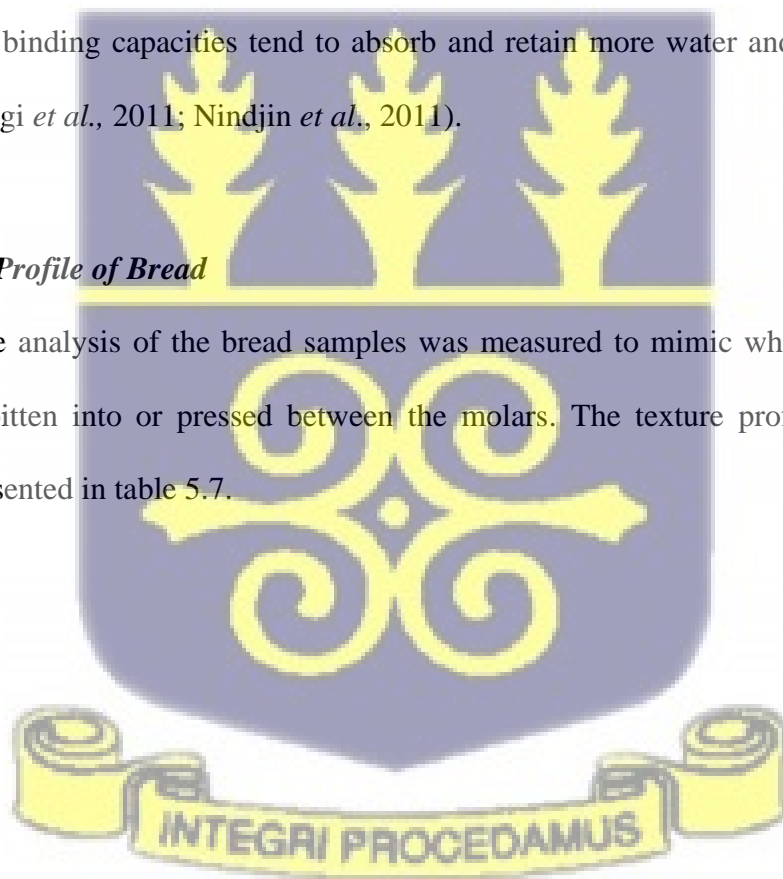 binding capacities tend to absorb and retain more water and
gi et al., 2011; Nindjin et al., 2011).
Profile of Bread
e analysis of the bread samples was measured to mimic wh
itten into or pressed between the molars. The texture prof
sented in table 5.7.
INTEGRI PROCEDAMUS